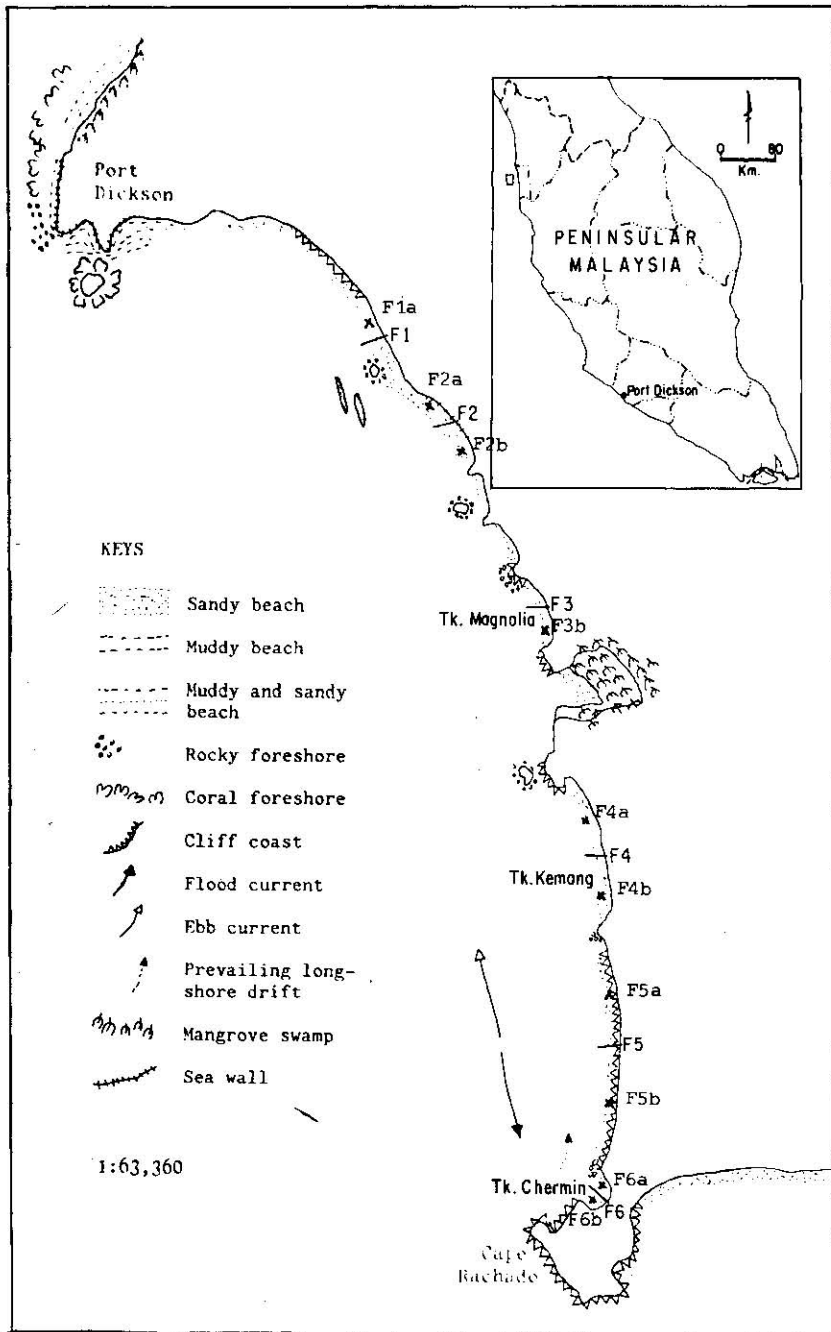 Port
Dickson
0 80
Km.
PENINSULAR
MALAYSIA
Port Dickson
F1a
F1
F2a
F2
F2b
F3
Tk. Magnolia
F3b
KEYS
Sandy beach
Muddy beach
Muddy and sandy
beach
Rocky foreshore
Coral foreshore
Cliff coast
Flood current
Ebb current
Prevailing long-
shore drift
Mangrove swamp
Sea wall
1:63,360
F4a
F4
Tk. Kemang
F4b
F5a
F5
F5b
F6a
Tk. Chermin
F6
F6b
Cape
Rachado